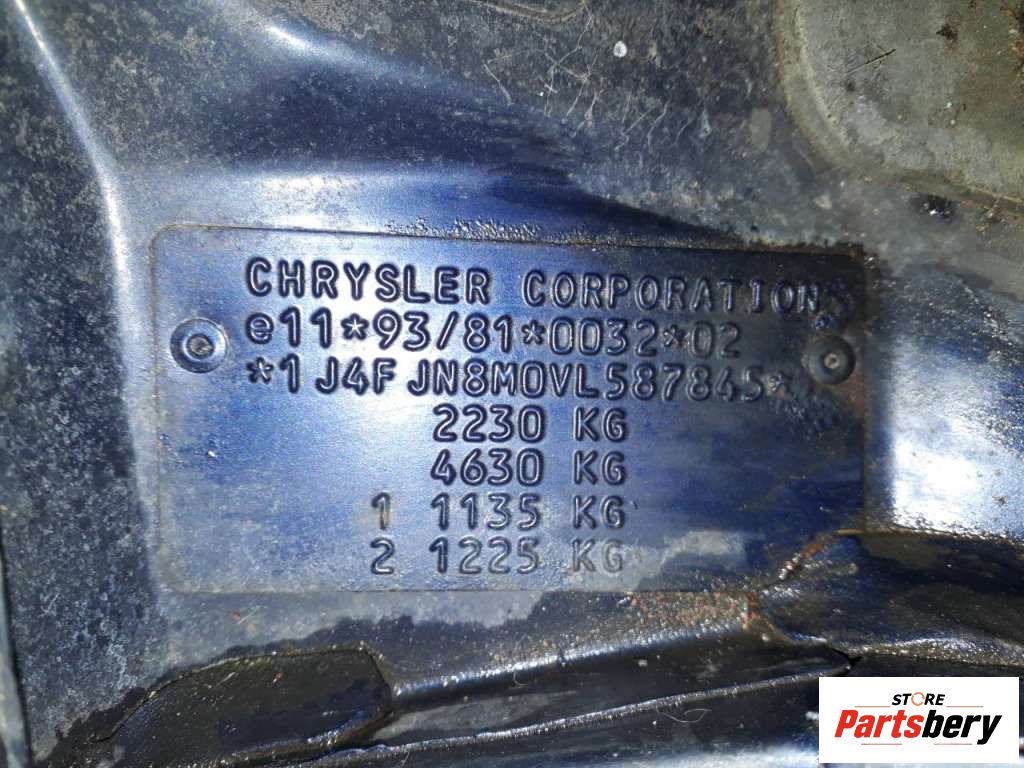 CHRYSLER CORPORATION
e11*93/81*0032*02
*1J4FJN8M0VL587845*
2230 KG
4630 KG
1 1135 KG
2 1225 KG
STORE
Partsbery